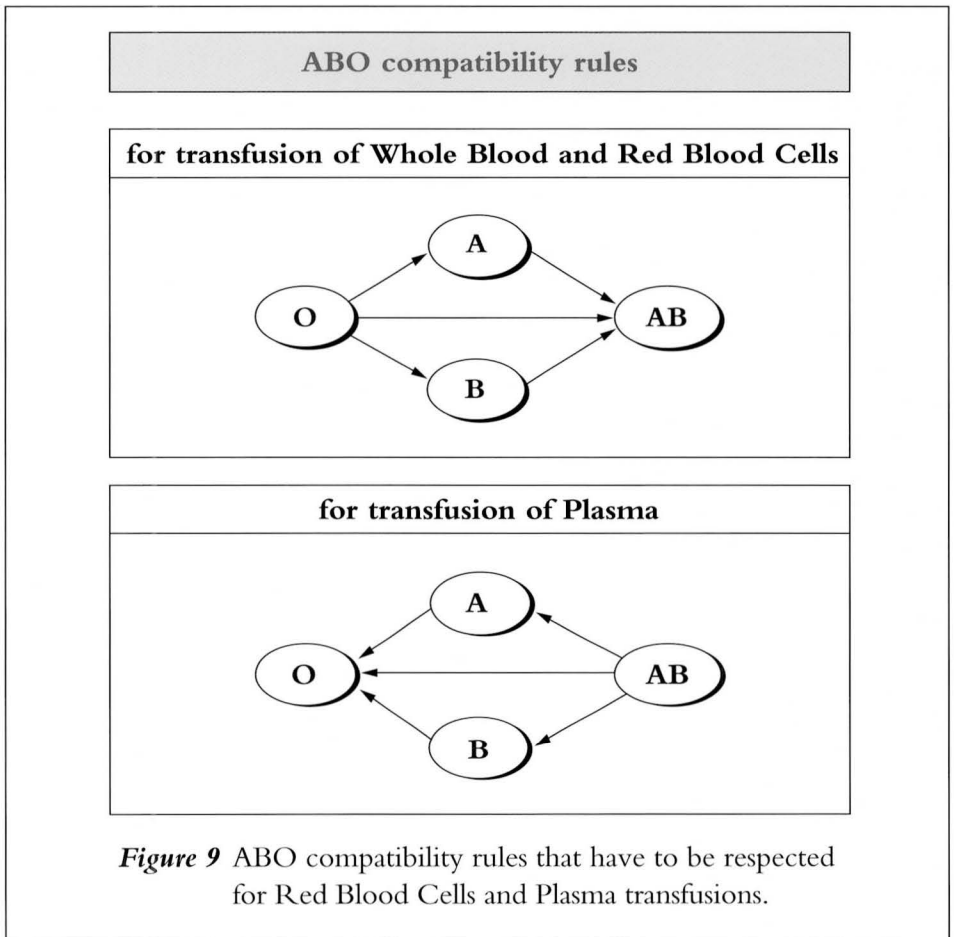 ABO compatibility rules
for transfusion of Whole Blood and Red Blood Cells
A
O
AB
B
for transfusion of Plasma
A
O
AB
B
Figure 9 ABO compatibility rules that have to be respected
for Red Blood Cells and Plasma transfusions.